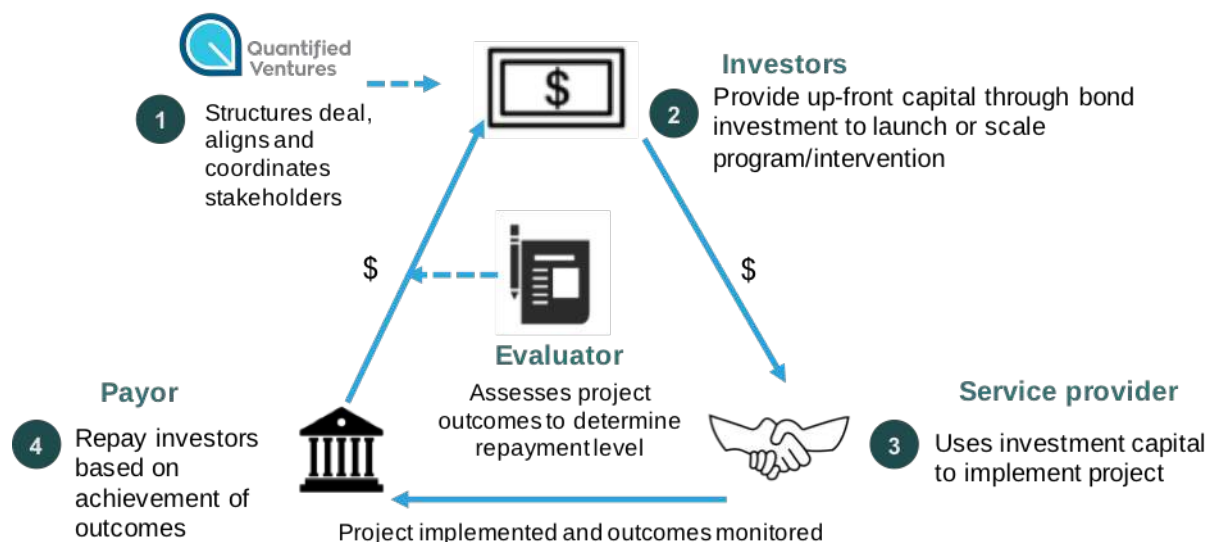 Quantified
Ventures
1
Structures deal,
aligns and
coordinates
stakeholders
$
Investors
2
Provide up-front capital through bond
investment to launch or scale
program/intervention
$
$
Evaluator
Assesses project
outcomes to determine
repayment level
Payor
4
Repay investors
based on
achievement of
outcomes
Service provider
3
Uses investment capital
to implement project
Project implemented and outcomes monitored